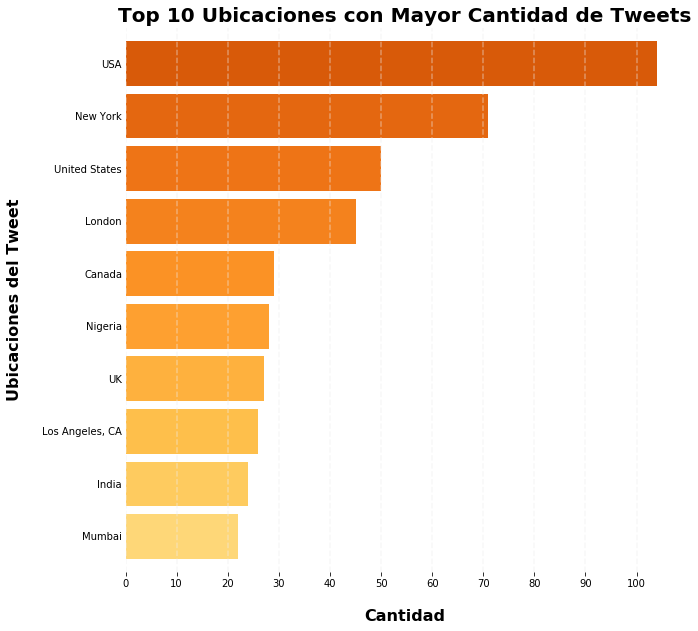 Top 10 Ubicaciones con Mayor Cantidad de Tweets
Ubicaciones del Tweet
USA
New York
United States
London
Canada
Nigeria
UK
Los Angeles, CA
India
Mumbai
0 10 20 30 40 50 60 70 80 90 100
Cantidad